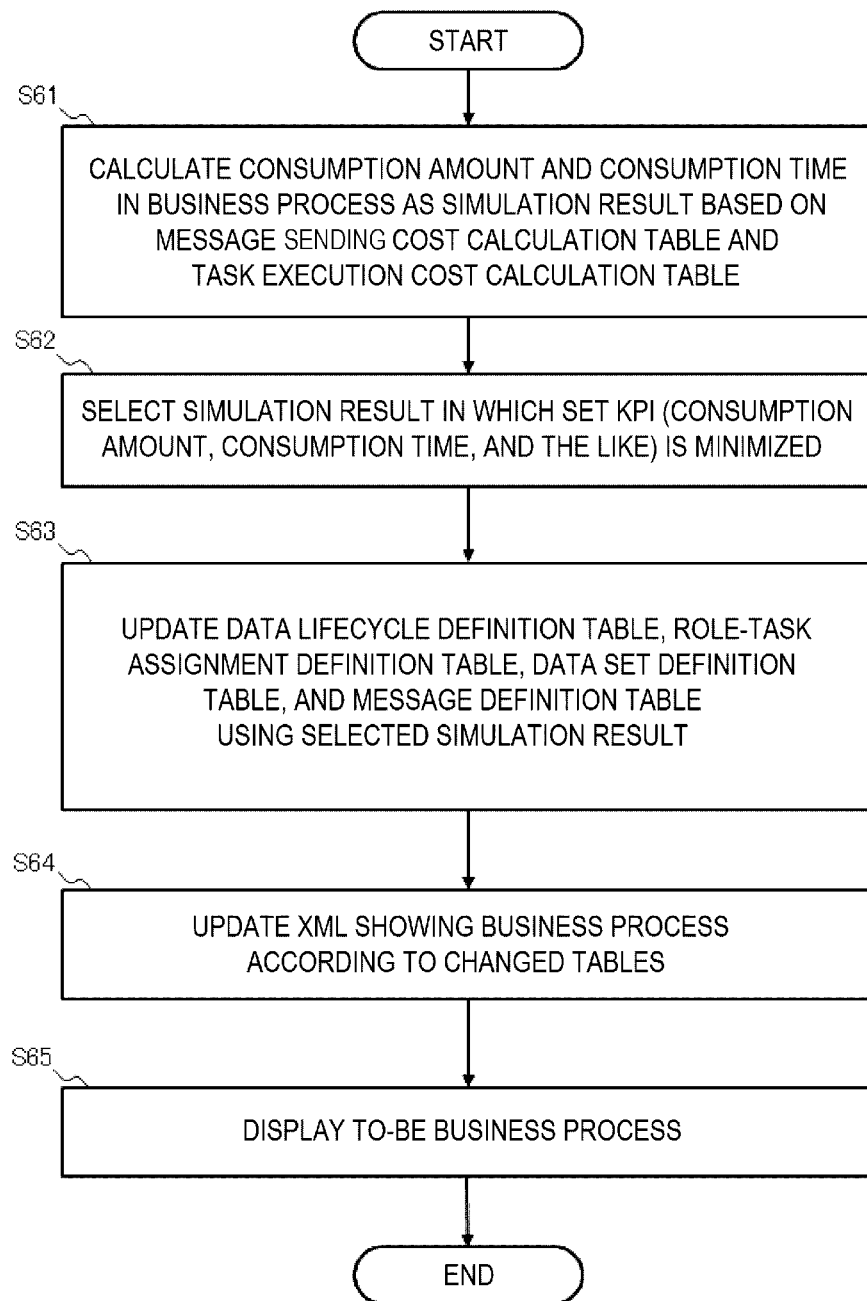 START
S61
CALCULATE CONSUMPTION AMOUNT AND CONSUMPTION TIME
IN BUSINESS PROCESS AS SIMULATION RESULT BASED ON
MESSAGE SENDING COST CALCULATION TABLE AND
TASK EXECUTION COST CALCULATION TABLE
S62
SELECT SIMULATION RESULT IN WHICH SET KPI (CONSUMPTION
AMOUNT, CONSUMPTION TIME, AND THE LIKE) IS MINIMIZED
S63
UPDATE DATA LIFECYCLE DEFINITION TABLE, ROLE-TASK
ASSIGNMENT DEFINITION TABLE, DATA SET DEFINITION
TABLE, AND MESSAGE DEFINITION TABLE
USING SELECTED SIMULATION RESULT
S64
UPDATE XML SHOWING BUSINESS PROCESS
ACCORDING TO CHANGED TABLES
S65
DISPLAY TO-BE BUSINESS PROCESS
END